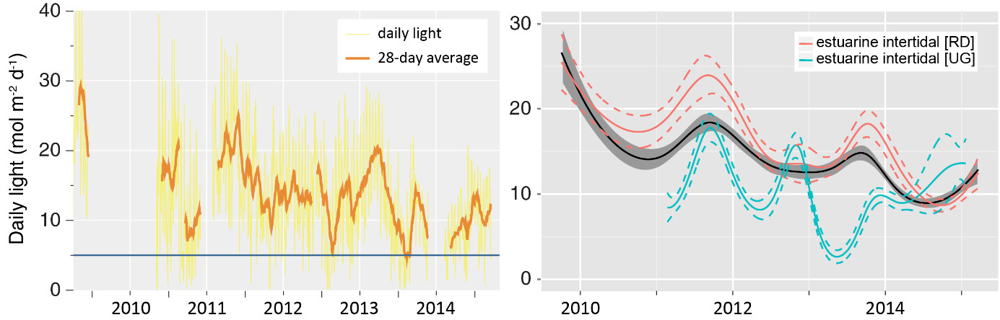 Daily light (mol m⁻² d⁻¹)
40
30
20
10
0
daily light
28-day average
2010 2011 2012 2013 2014
30
20
10
0
estuarine intertidal [RD]
estuarine intertidal [UG]
2010 2012 2014